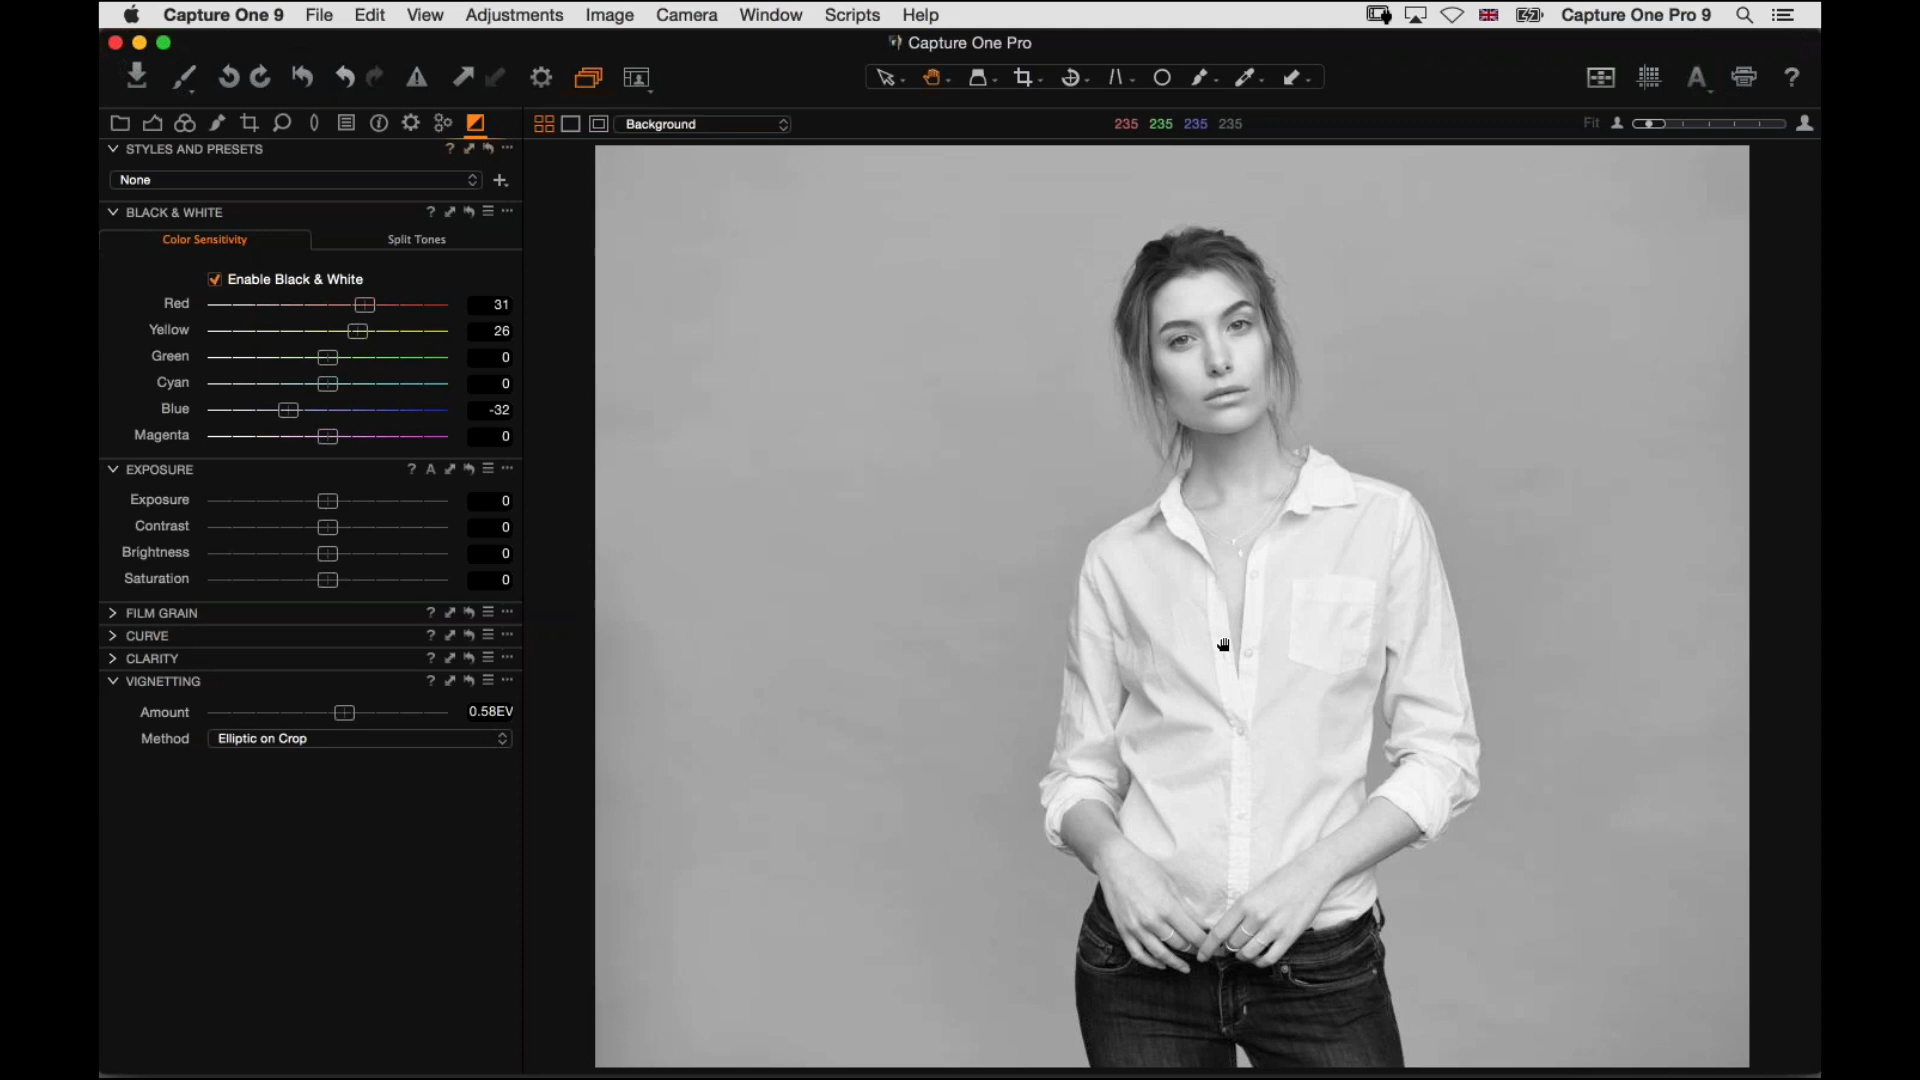 Capture One 9 File Edit View Adjustments Image Camera Window Scripts Help Capture One Pro 9
Capture One Pro
A ?
Background 235 235 235 235 Fit
STYLES AND PRESETS ?
None
BLACK & WHITE ?
Color Sensitivity Split Tones
Enable Black & White
Red 31
Yellow 26
Green 0
Cyan 0
Blue -32
Magenta 0
EXPOSURE ? A
Exposure 0
Contrast 0
Brightness 0
Saturation 0
FILM GRAIN ?
CURVE ?
CLARITY ?
VIGNETTING ?
Amount 0.58EV
Method Elliptic on Crop